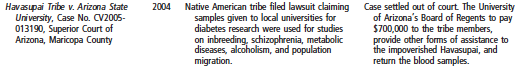 Havasupai Tribe v. Arizona State
University, Case No. CV2005-
013190, Superior Court of
Arizona, Maricopa County
2004
Native American tribe filed lawsuit claiming
samples given to local universities for
diabetes research were used for studies
on inbreeding, schizophrenia, metabolic
diseases, alcoholism, and population
migration.
Case settled out of court. The University
of Arizona's Board of Regents to pay
$700,000 to the tribe members,
provide other forms of assistance to
the impoverished Havasupai, and
return the blood samples.